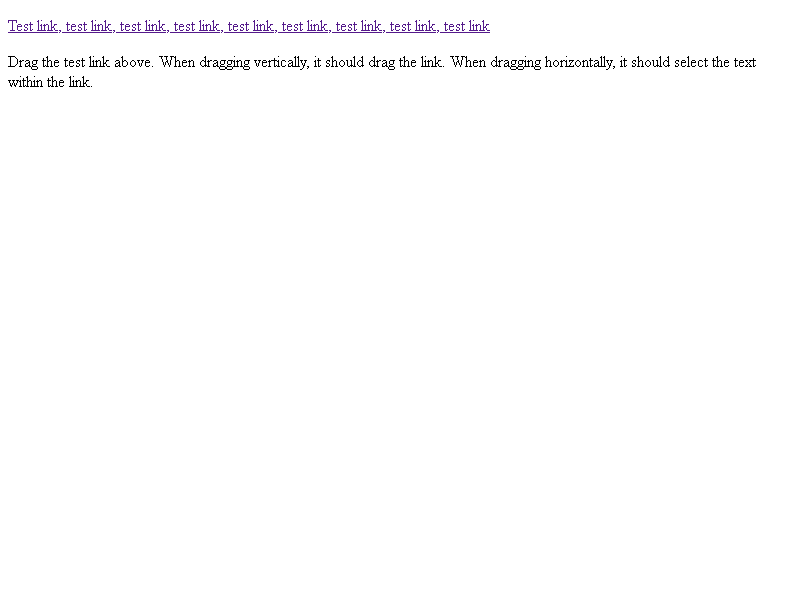 Test link, test link, test link, test link, test link, test link, test link, test link, test link
Drag the test link above. When dragging vertically, it should drag the link. When dragging horizontally, it should select the text
within the link.